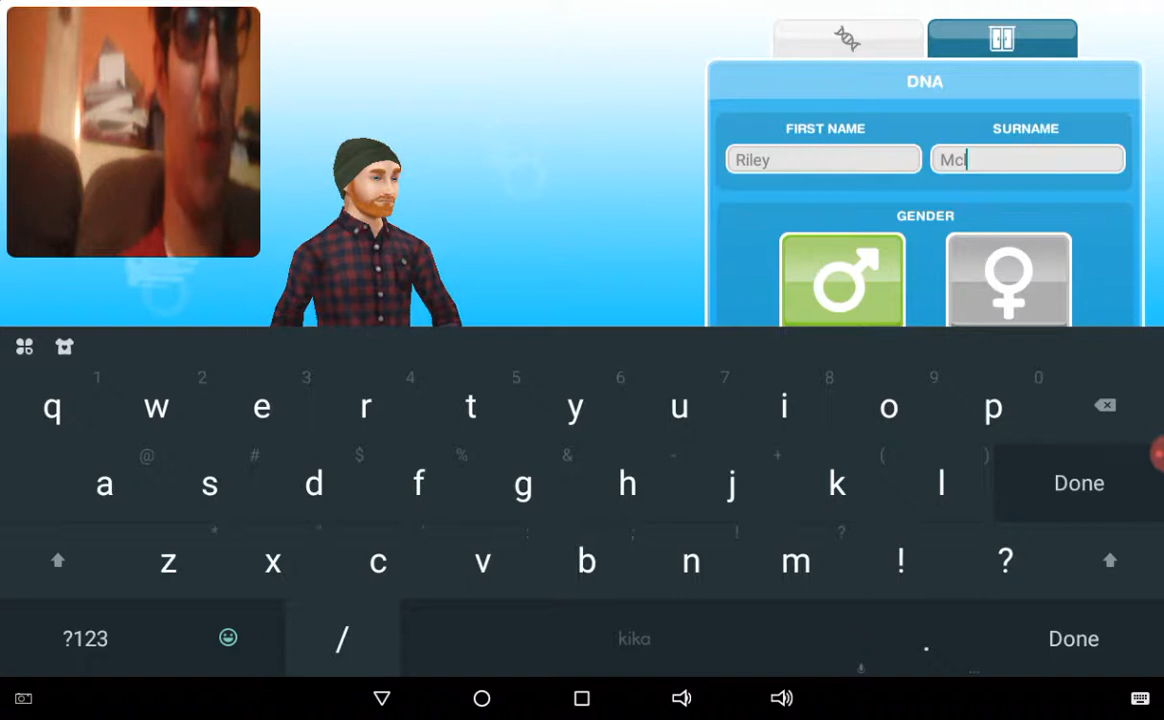 DNA
FIRST NAME SURNAME
Riley Mcl
GENDER
1 2 3 4 5 6 7 8 9 0
q w e r t y u i o p
@ # $ % & - + ( )
a s d f g h j k l Done
* " ' : ; ! ?
z x c v b n m ! ?
?123 / kika . Done
...